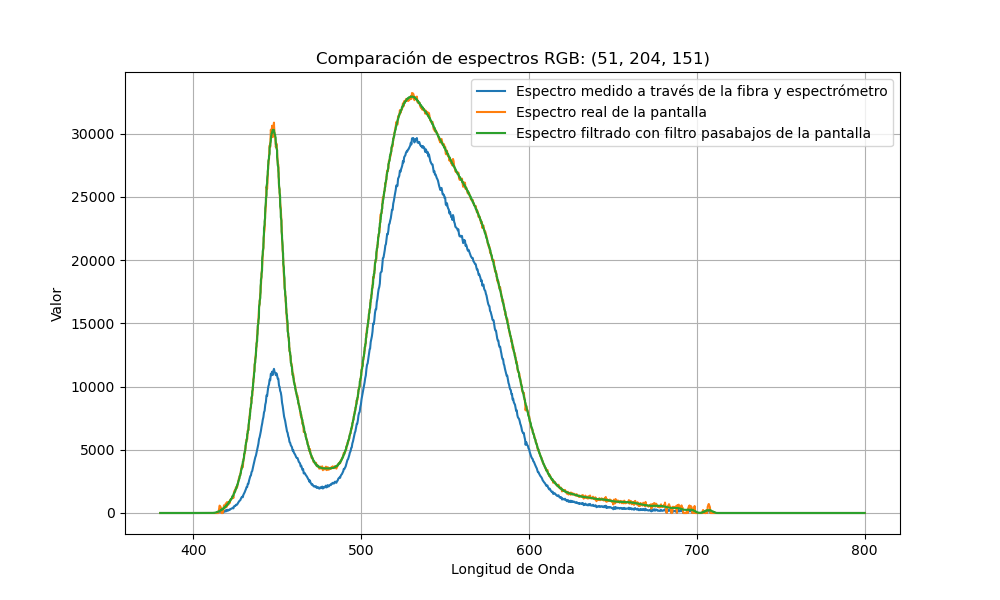 Comparación de espectros RGB: (51, 204, 151)
Espectro medido a través de la fibra y espectrómetro
Espectro real de la pantalla
Espectro filtrado con filtro pasabajos de la pantalla
Valor
30000
25000
20000
15000
10000
5000
0
400 500 600 700 800
Longitud de Onda